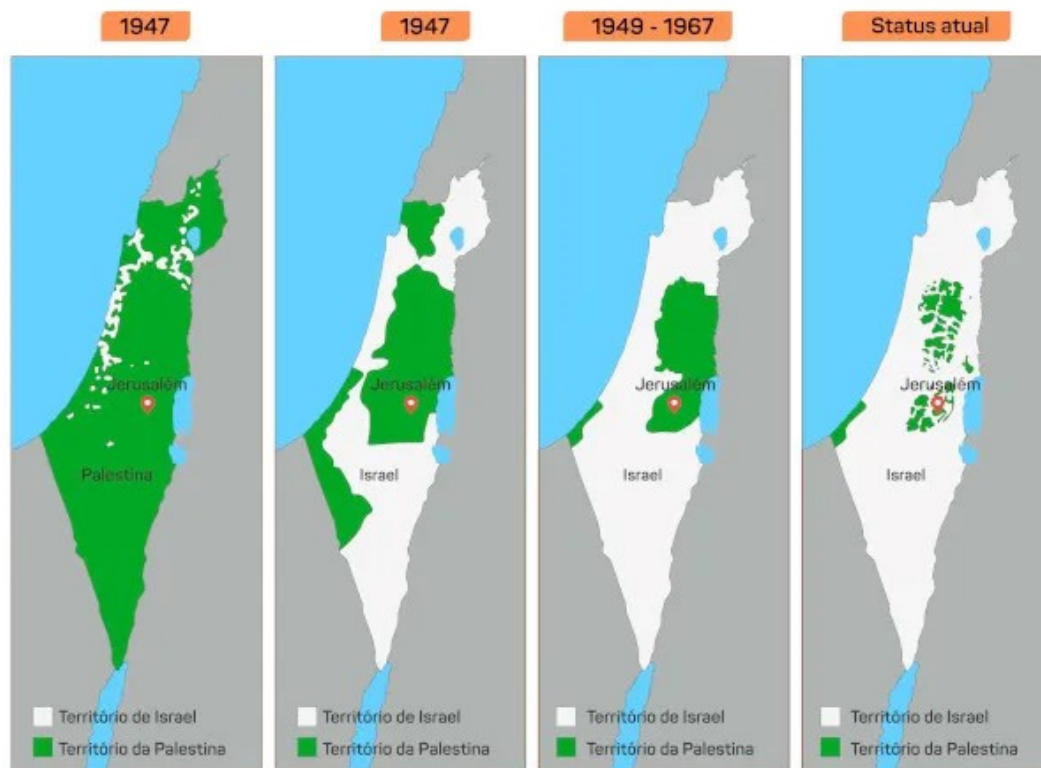 1947
1947
1949 - 1967
Status atual
Jerusalém
Palestina
Território de Israel
Território da Palestina
Jerusalém
Israel
Território de Israel
Território da Palestina
Jerusalém
Israel
Território de Israel
Território da Palestina
Jerusalém
Israel
Território de Israel
Território da Palestina